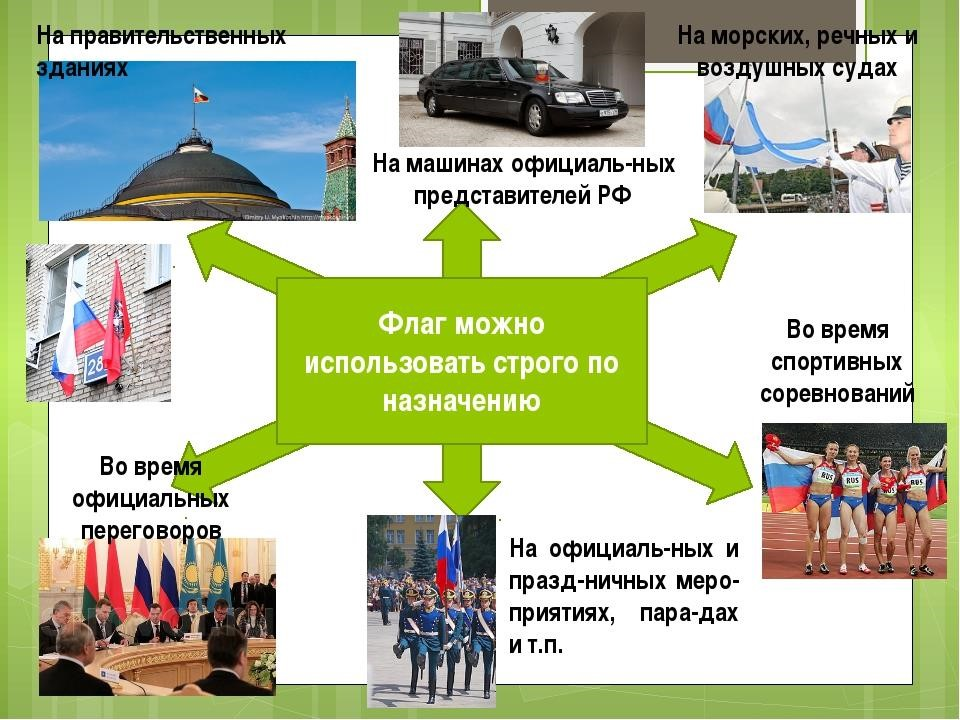 На правительственных
зданиях
На машинах официаль-ных
представителей РФ
На морских, речных и
воздушных судах
Флаг можно
использовать строго по
назначению
28
Во время
спортивных
соревнований
RUS
RUS
RUS
RUS
Во время
официальных
переговоров
На официаль-ных и
празд-ничных меро-
приятиях, пара-дах
и т.п.